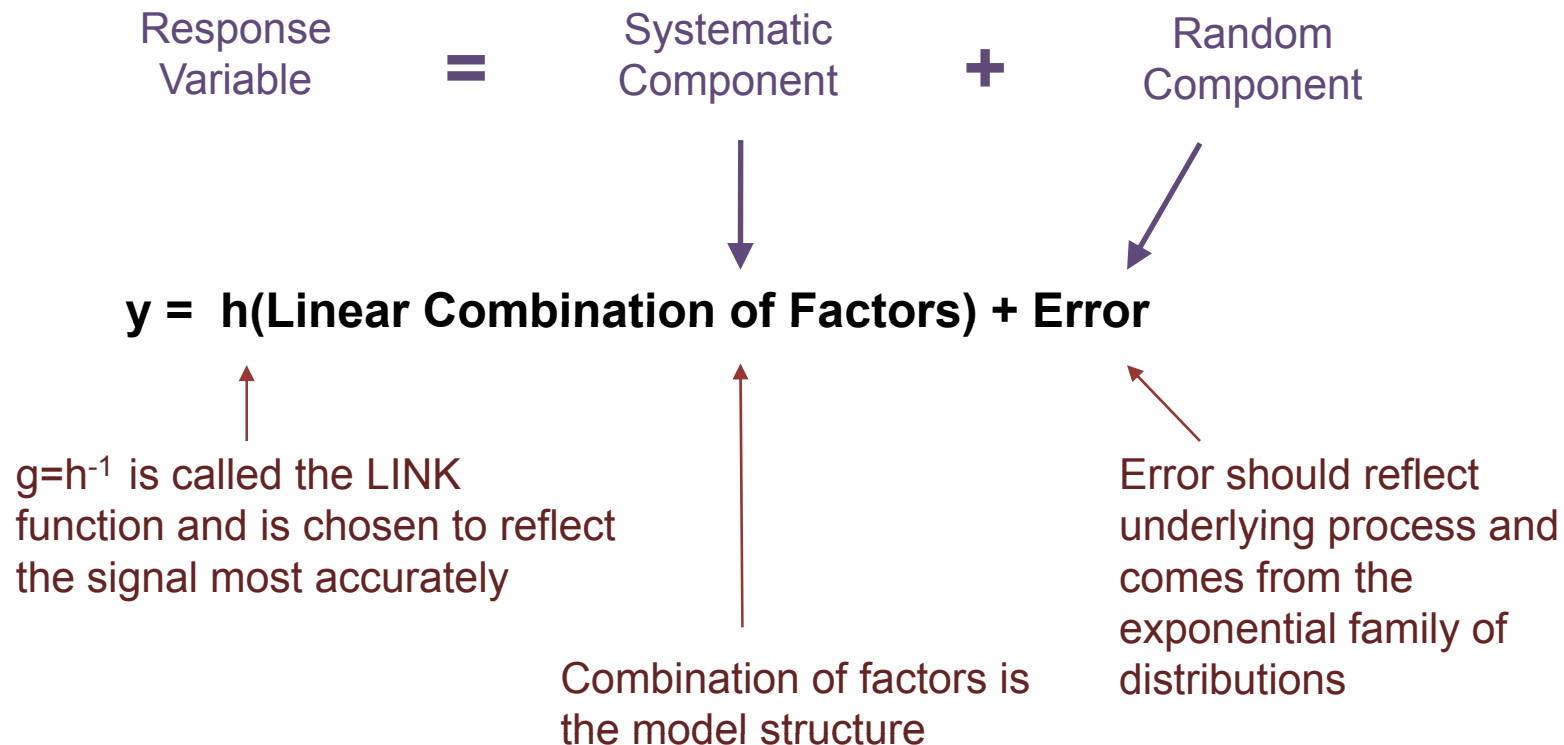 Response
Variable
=
Systematic
Component
+
Random
Component
y = h(Linear Combination of Factors) + Error
g=h⁻¹ is called the LINK
function and is chosen to reflect
the signal most accurately
Combination of factors is
the model structure
Error should reflect
underlying process and
comes from the
exponential family of
distributions